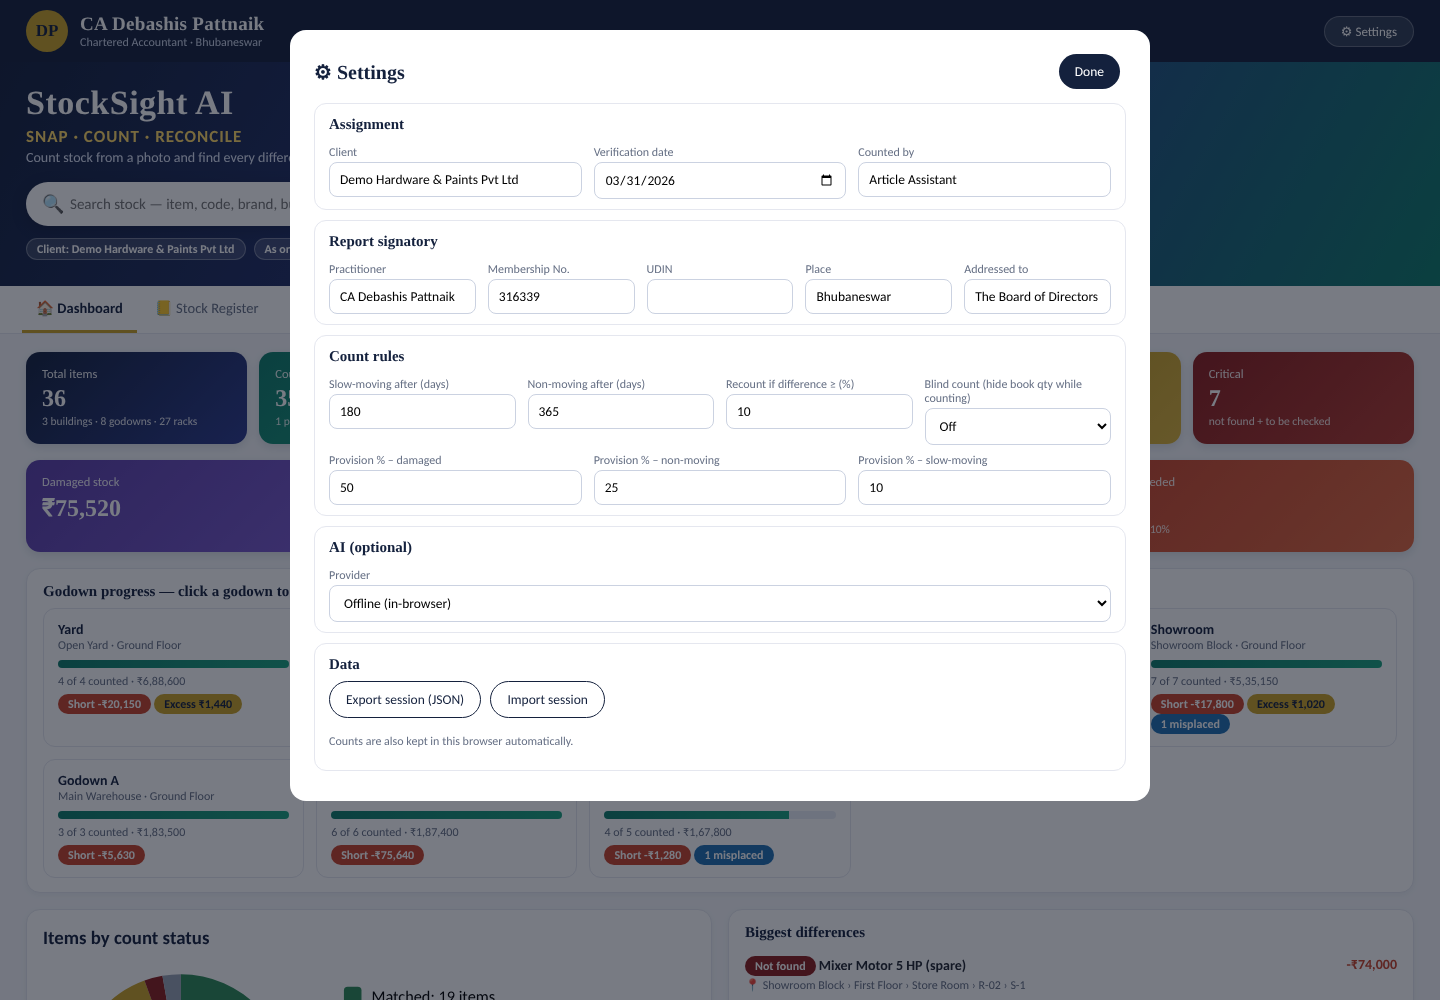 DP
CA Debashis Pattnaik
Chartered Accountant · Bhubaneswar
⚙ Settings
StockSight AI
SNAP · COUNT · RECONCILE
Count stock from a photo and find every
🔍 Search stock — item, code, brand,
Client: Demo Hardware & Paints Pvt Ltd
As
🏠 Dashboard
📒 Stock Register
⚙ Settings
Done
Assignment
Client
Verification date
Counted by
Demo Hardware & Paints Pvt Ltd
03/31/2026
Article Assistant
Report signatory
Practitioner
Membership No.
UDIN
Place
Addressed to
CA Debashis Pattnaik
316339
Bhubaneswar
The Board of Directors
Count rules
Slow-moving after (days)
Non-moving after (days)
Recount if difference ≥ (%)
Blind count (hide book qty while
counting)
180
365
10
Off
Provision % – damaged
Provision % – non-moving
Provision % – slow-moving
50
25
10
AI (optional)
Provider
Offline (in-browser)
Data
Export session (JSON)
Import session
Counts are also kept in this browser automatically.
Total items
36
3 buildings · 8 godowns · 27 racks
Critical
7
not found + to be checked
Damaged stock
₹75,520
10%
Godown progress — click a godown to
Yard
Open Yard · Ground Floor
4 of 4 counted · ₹6,88,600
Short -₹20,150
Excess ₹1,440
Showroom
Showroom Block · Ground Floor
7 of 7 counted · ₹5,35,150
Short -₹17,800
Excess ₹1,020
1 misplaced
Godown A
Main Warehouse · Ground Floor
3 of 3 counted · ₹1,83,500
Short -₹5,630
6 of 6 counted · ₹1,87,400
Short -₹75,640
4 of 5 counted · ₹1,67,800
Short -₹1,280
1 misplaced
Items by count status
Matched: 19 items
Biggest differences
Not found
Mixer Motor 5 HP (spare)
-₹74,000
📍 Showroom Block › First Floor › Store Room › R-02 › S-1